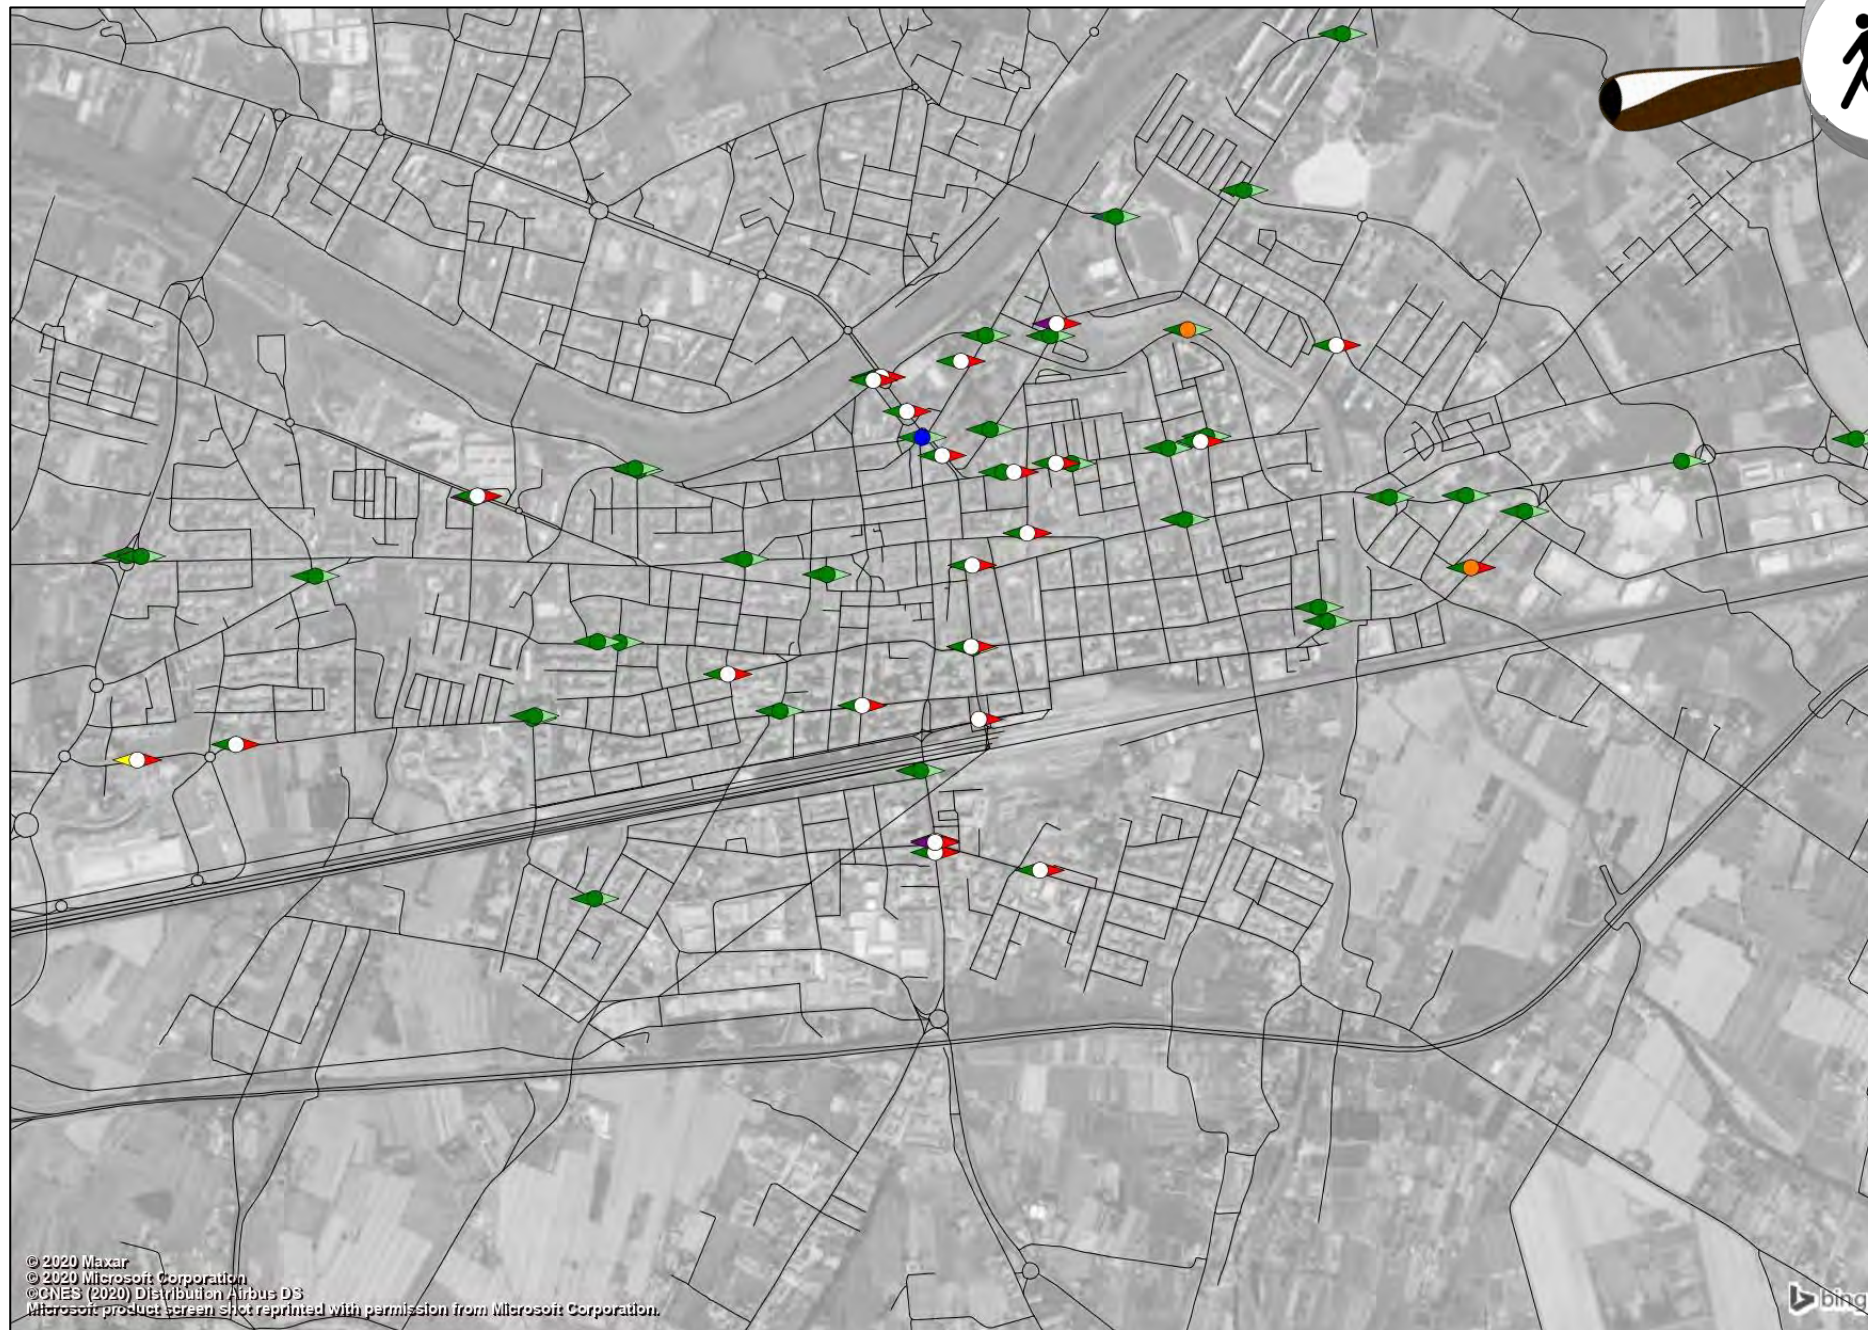 © 2020 Maxar
© 2020 Microsoft Corporation
©CNES (2020) Distribution Airbus DS
Microsoft product screen shot reprinted with permission from Microsoft Corporation.
bing